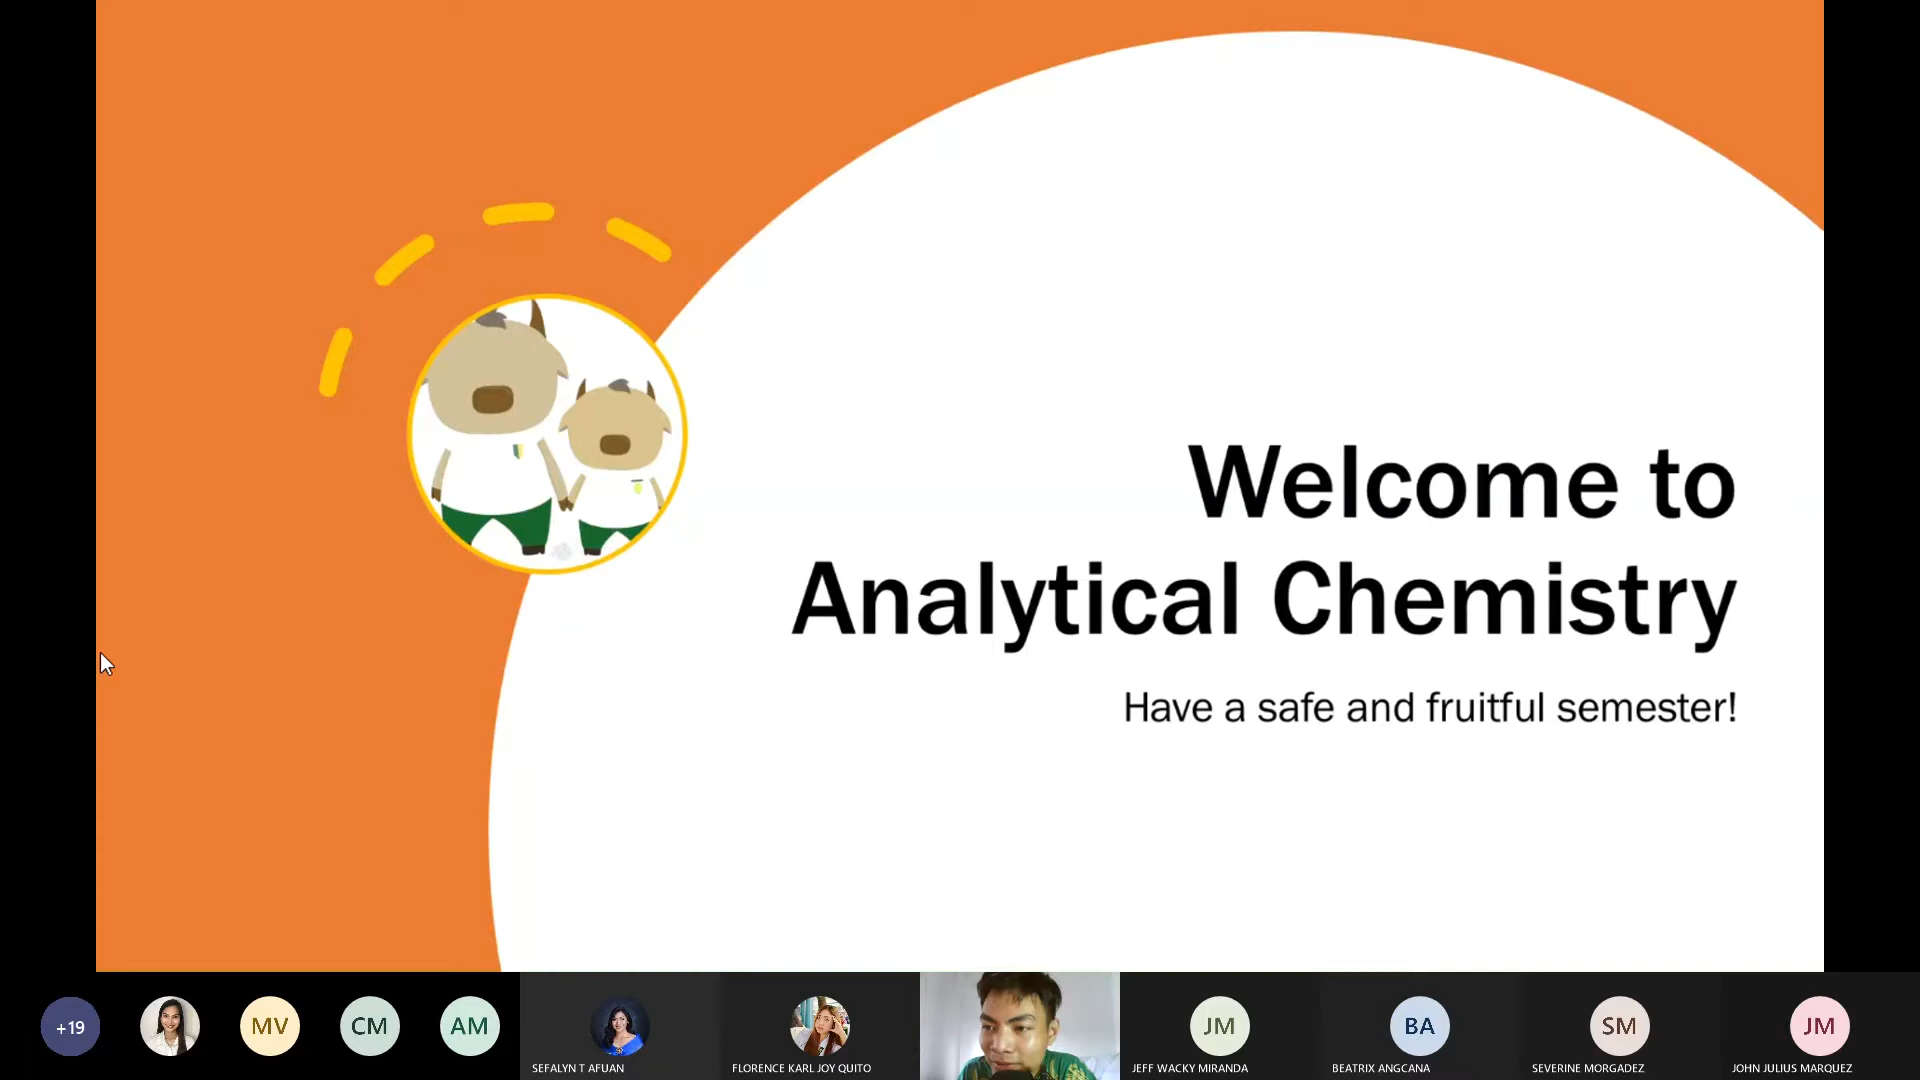 Welcome to
Analytical Chemistry
Have a safe and fruitful semester!
+19
MV
CM
AM
SEFALYN T AFUAN
FLORENCE KARL JOY QUITO
JM
JEFF WACKY MIRANDA
BA
BEATRIX ANGCANA
SM
SEVERINE MORGADEZ
JM
JOHN JULIUS MARQUEZ